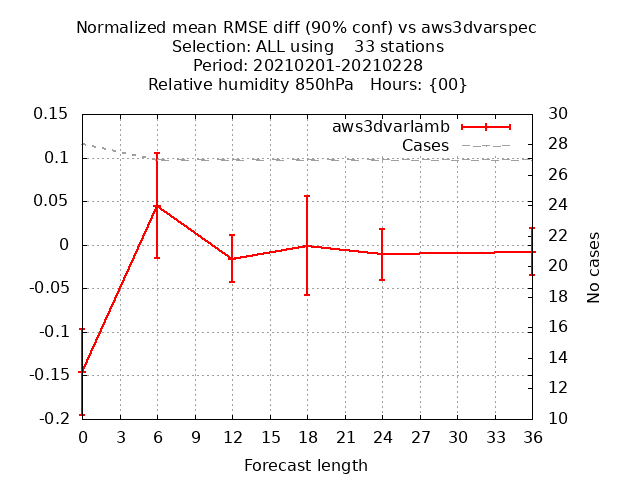 Normalized mean RMSE diff (90% conf) vs aws3dvarspec
Selection: ALL using    33 stations
Period: 20210201-20210228
Relative humidity 850hPa   Hours: {00}
0.15
0.1
0.05
0
-0.05
-0.1
-0.15
-0.2
aws3dvarlamb
Cases
30
28
26
24
22
20
18
16
14
12
10
No cases
0 3 6 9 12 15 18 21 24 27 30 33 36
Forecast length